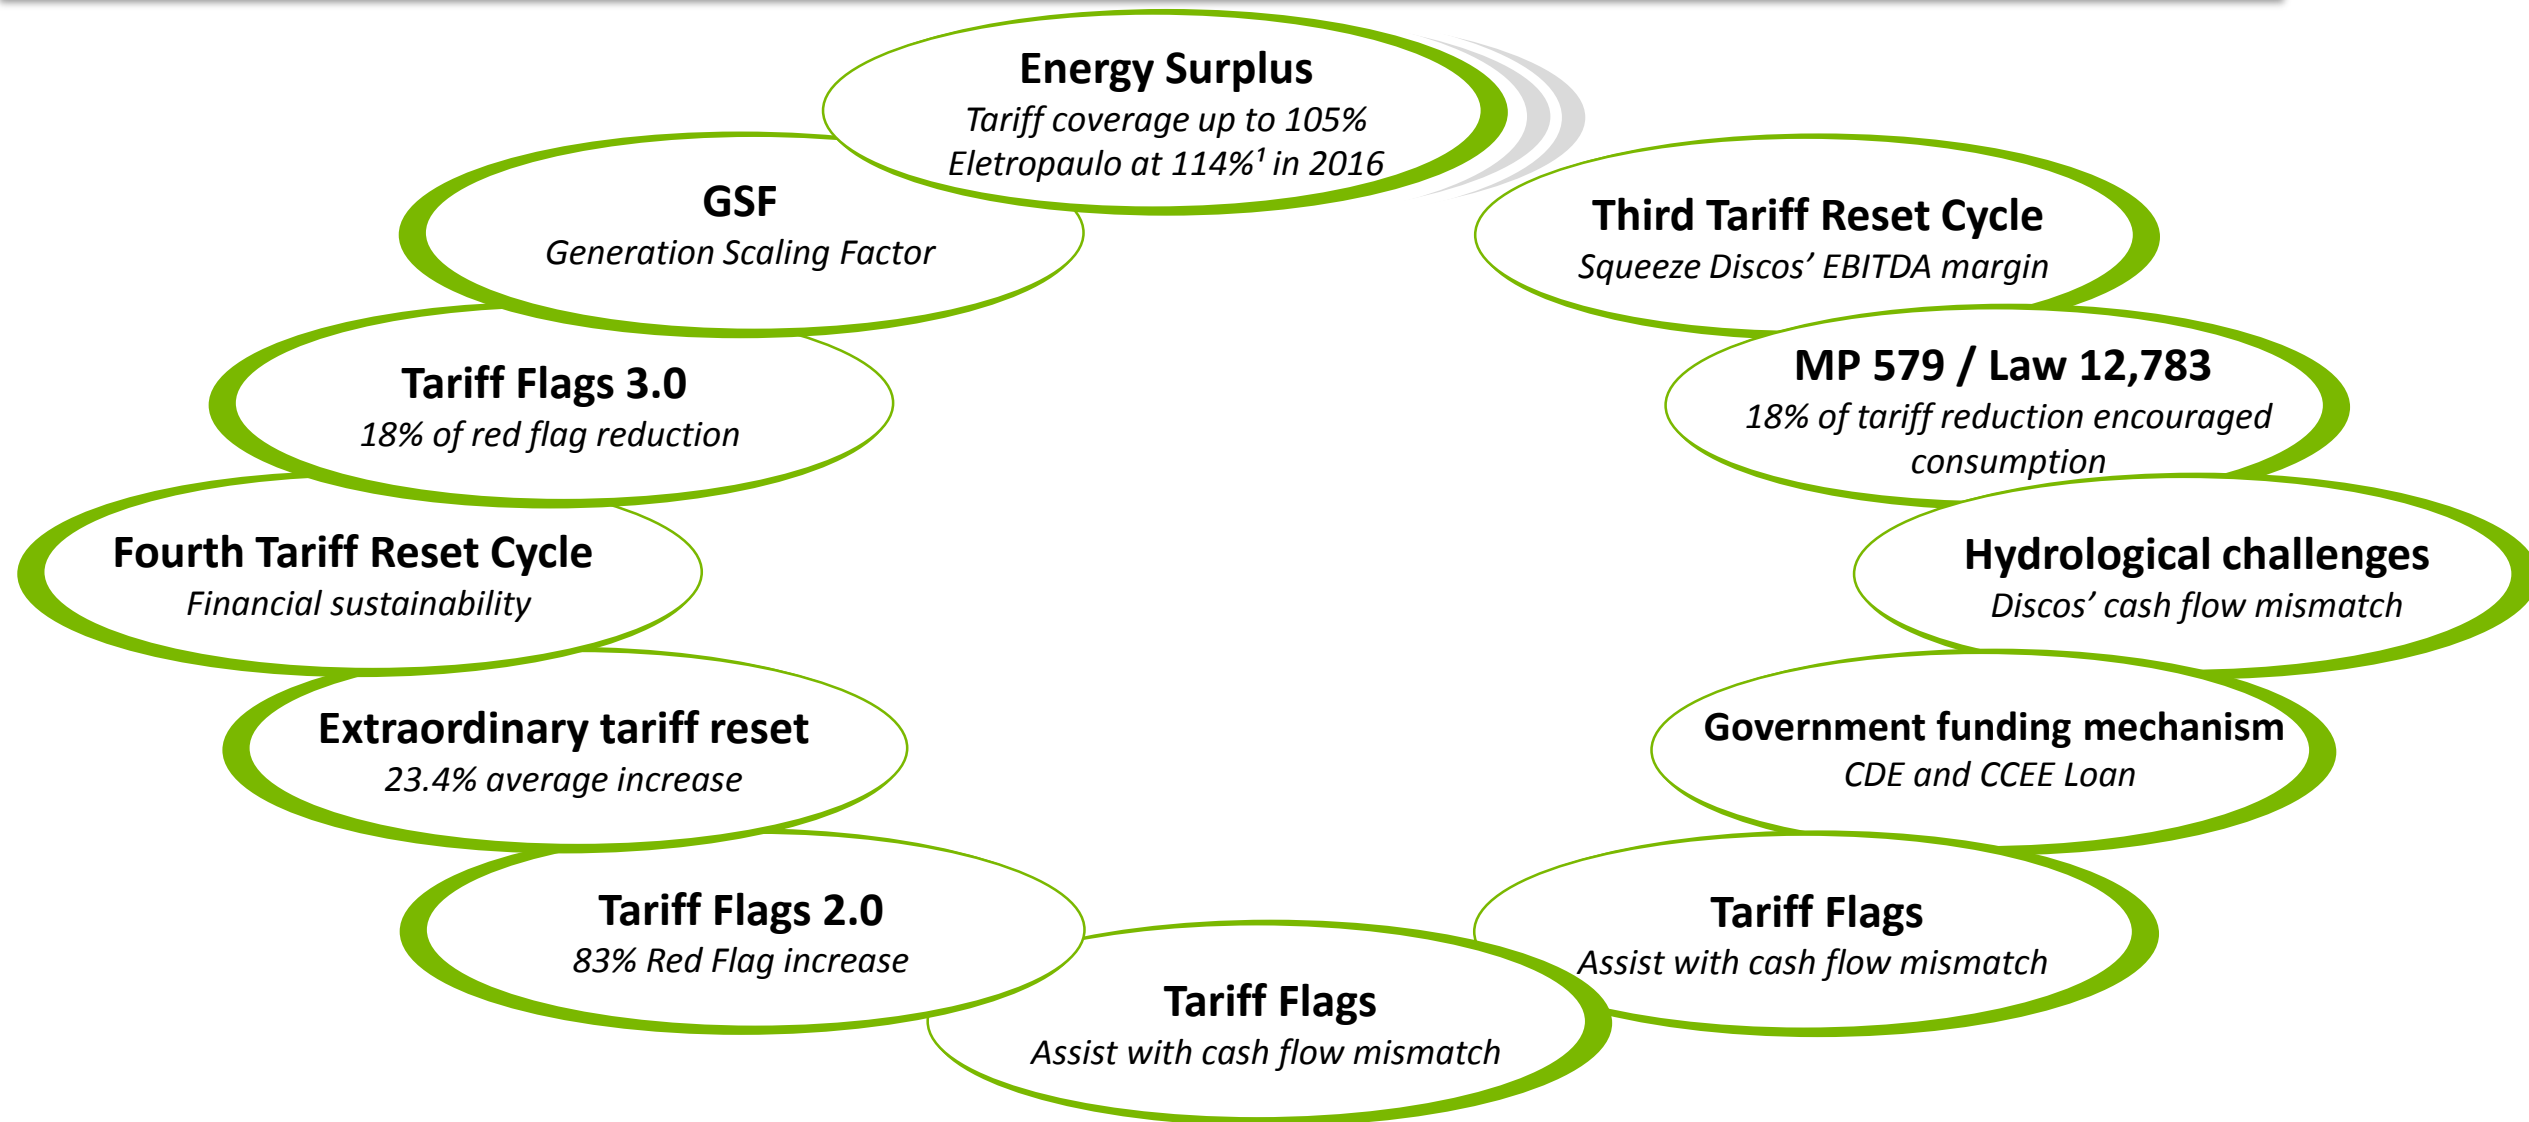 Energy Surplus
Tariff coverage up to 105%
Eletropaulo at 114%¹ in 2016
Third Tariff Reset Cycle
Squeeze Discos’ EBITDA margin
MP 579 / Law 12,783
18% of tariff reduction encouraged
consumption
Hydrological challenges
Discos’ cash flow mismatch
Government funding mechanism
CDE and CCEE Loan
Tariff Flags
Assist with cash flow mismatch
Tariff Flags
Assist with cash flow mismatch
Tariff Flags 2.0
83% Red Flag increase
Extraordinary tariff reset
23.4% average increase
Fourth Tariff Reset Cycle
Financial sustainability
Tariff Flags 3.0
18% of red flag reduction
GSF
Generation Scaling Factor